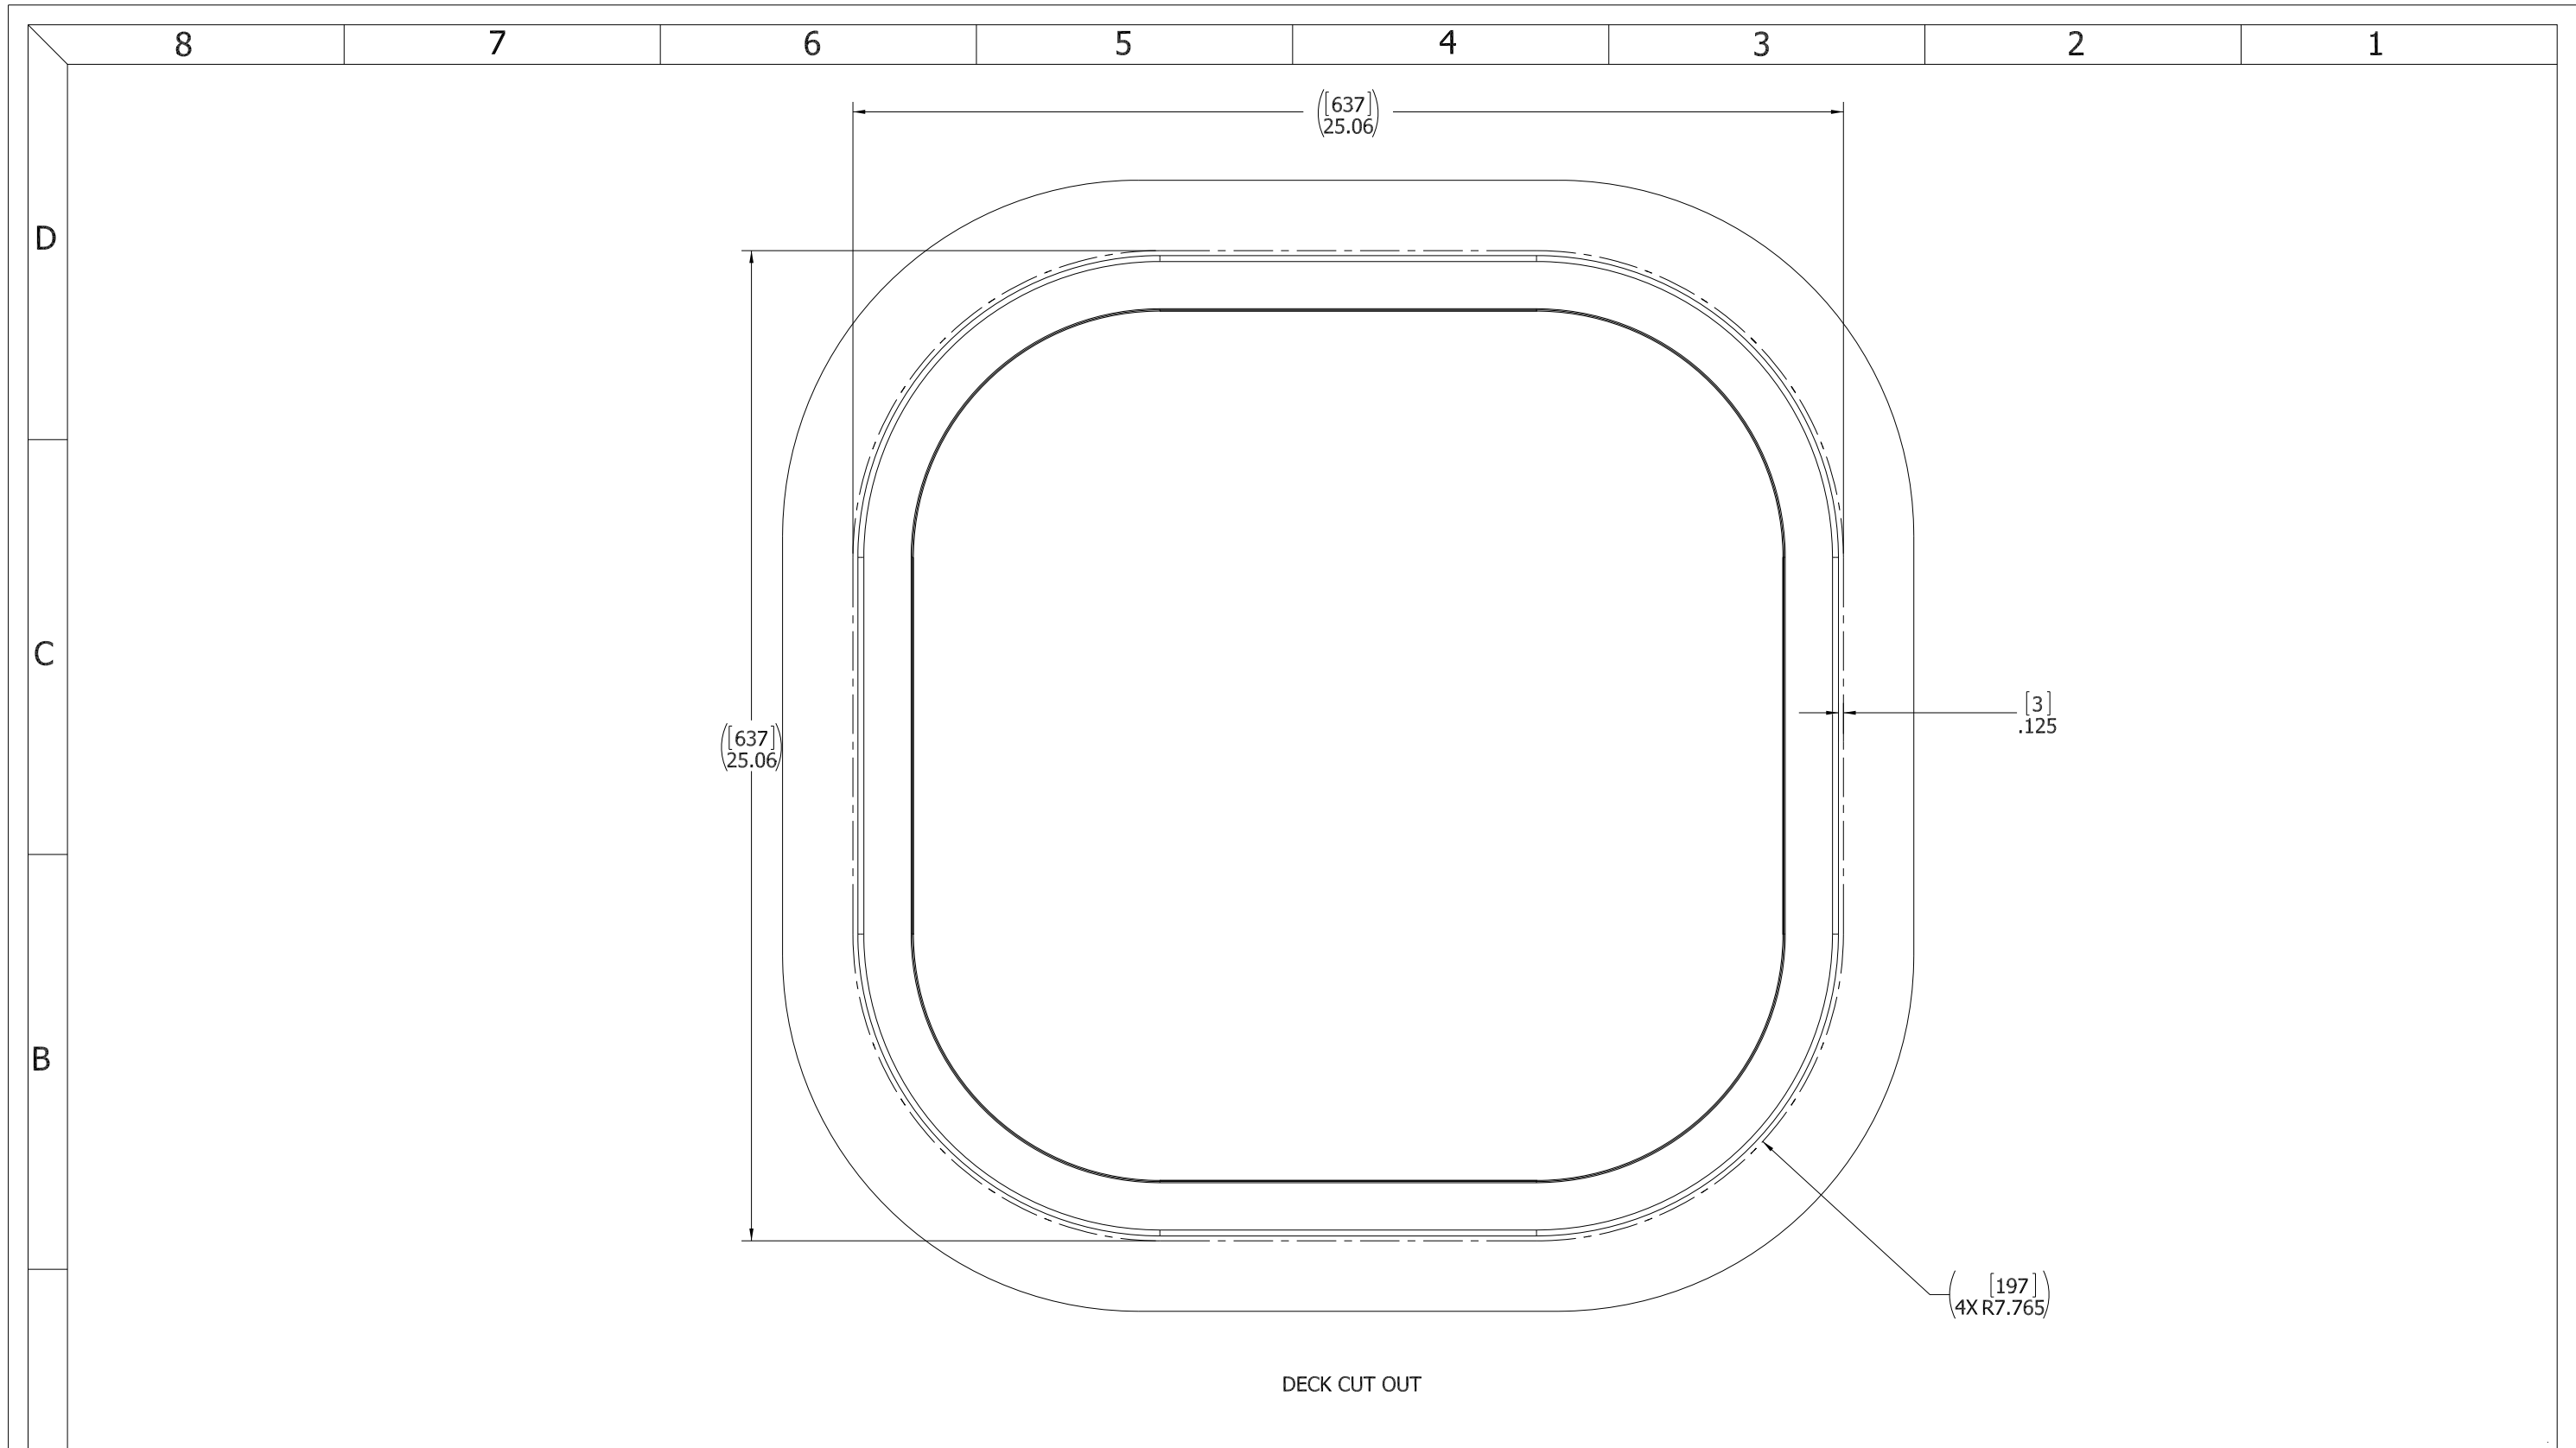 8 7 6 5 4 3 2 1
([637]
25.06)
D
C
[3]
.125
([637]
25.06)
B
([197]
4X R7.765)
DECK CUT OUT